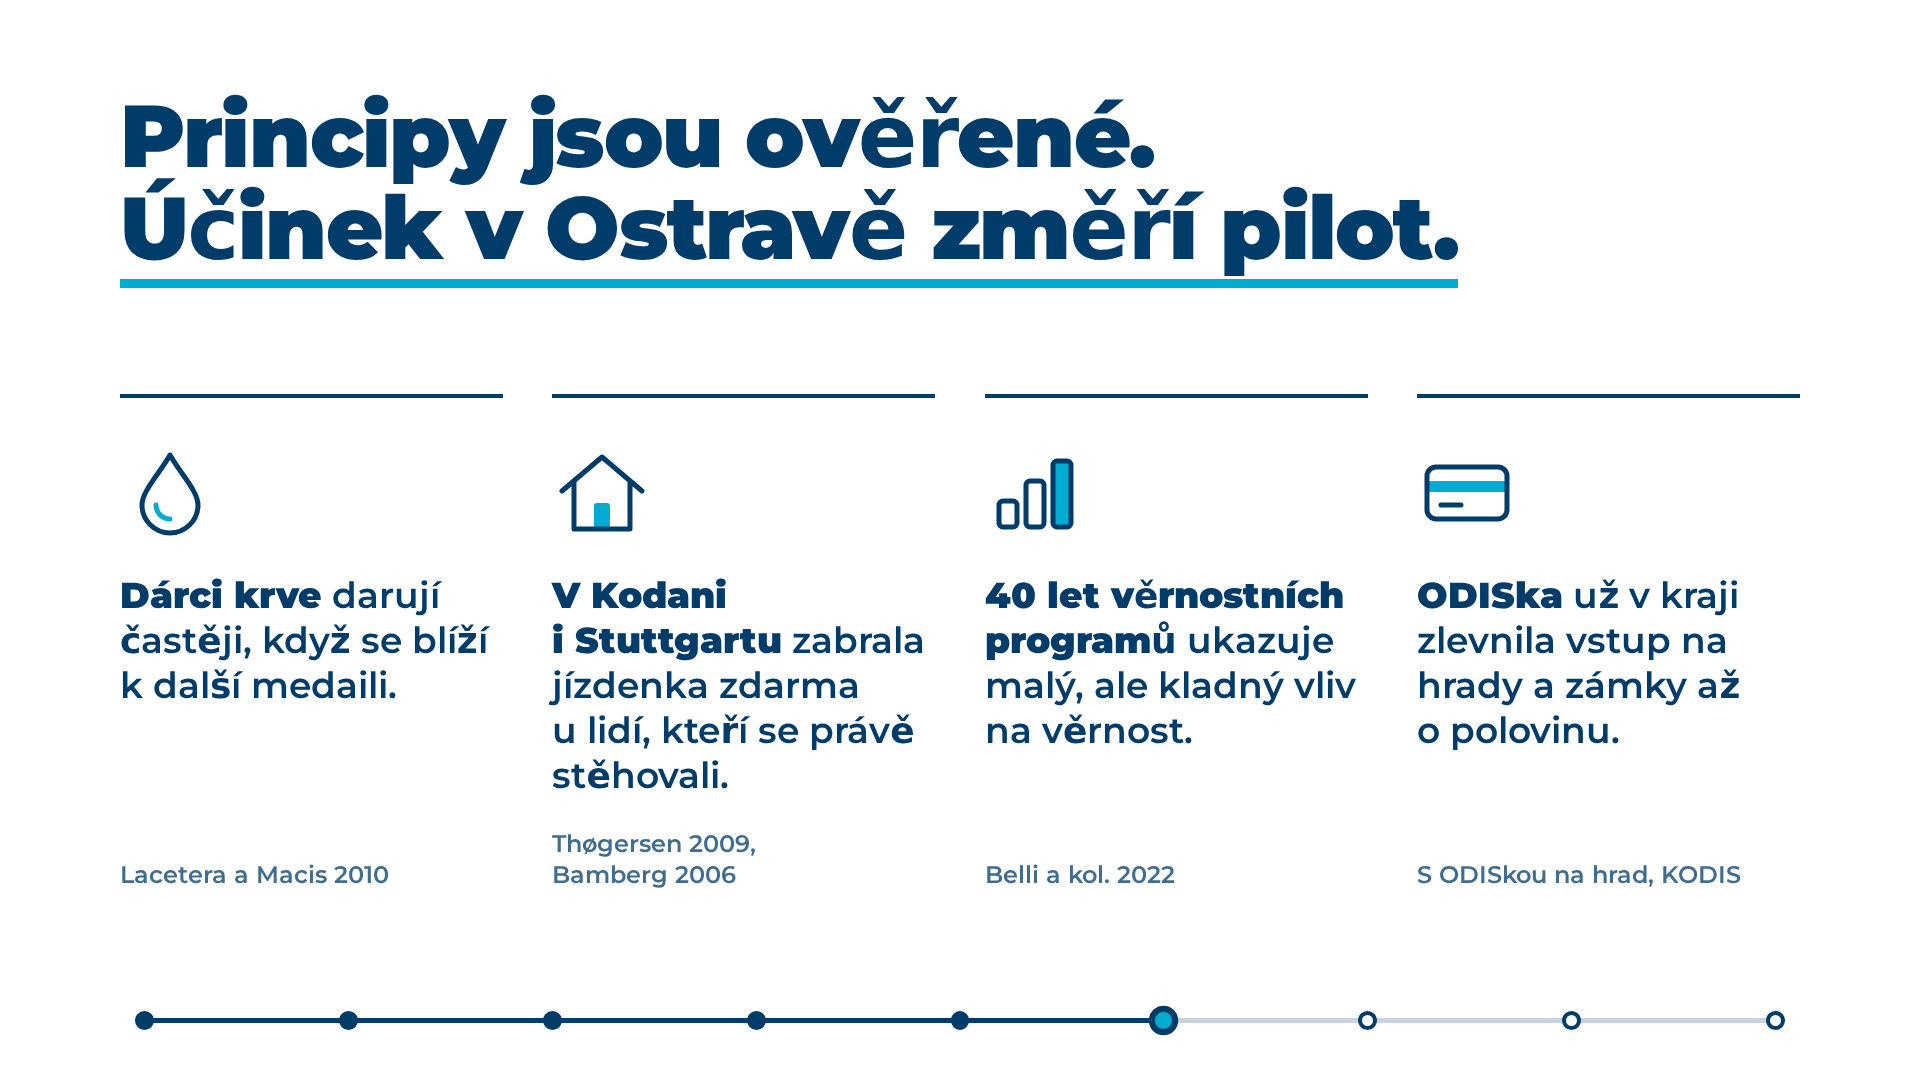 Principy jsou ověřené.
Účinek v Ostravě změří pilot.
Dárci krve darují
častěji, když se blíží
k další medaili.
Lacetera a Macis 2010
V Kodani
i Stuttgartu zabrala
jízdenka zdarma
u lidí, kteří se právě
stěhovali.
Thøgersen 2009,
Bamberg 2006
40 let věrnostních
programů ukazuje
malý, ale kladný vliv
na věrnost.
Belli a kol. 2022
ODISka už v kraji
zlevnila vstup na
hrady a zámky až
o polovinu.
S ODISkou na hrad, KODIS